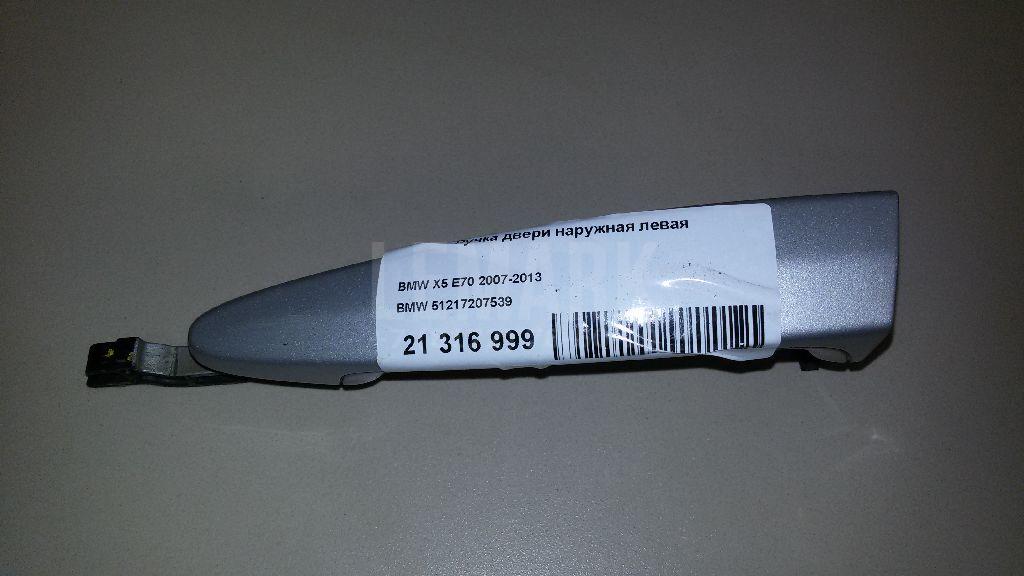 Ручка двери наружная левая
BMW X5 E70 2007-2013
BMW 51217207539
21 316 999